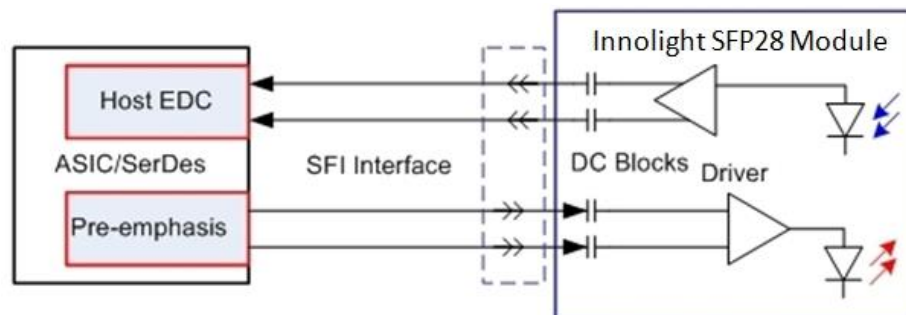 Innolight SFP28 Module
Host EDC
ASIC/SerDes
SFI Interface
DC Blocks
Driver
Pre-emphasis